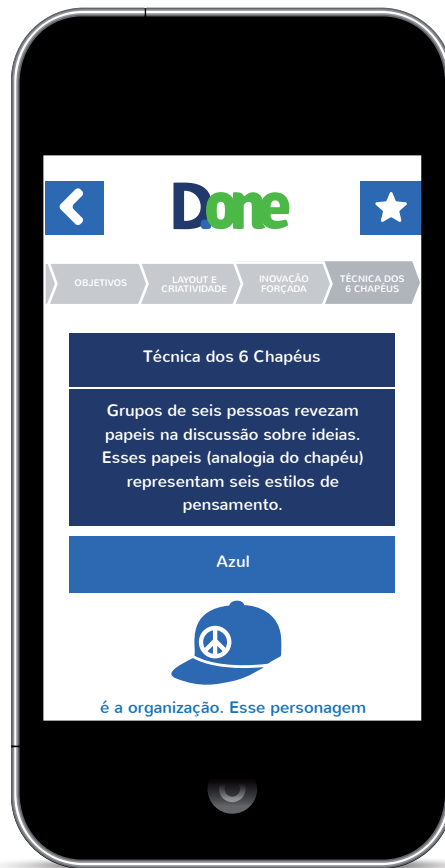 D.one
OBJETIVOS
LAYOUT E
CRIATIVIDADE
INOVAÇÃO
FORÇADA
TÉCNICA DOS
6 CHAPÉUS
Técnica dos 6 Chapéus
Grupos de seis pessoas revezam
papeis na discussão sobre ideias.
Esses papeis (analogia do chapéu)
representam seis estilos de
pensamento.
Azul
é a organização. Esse personagem